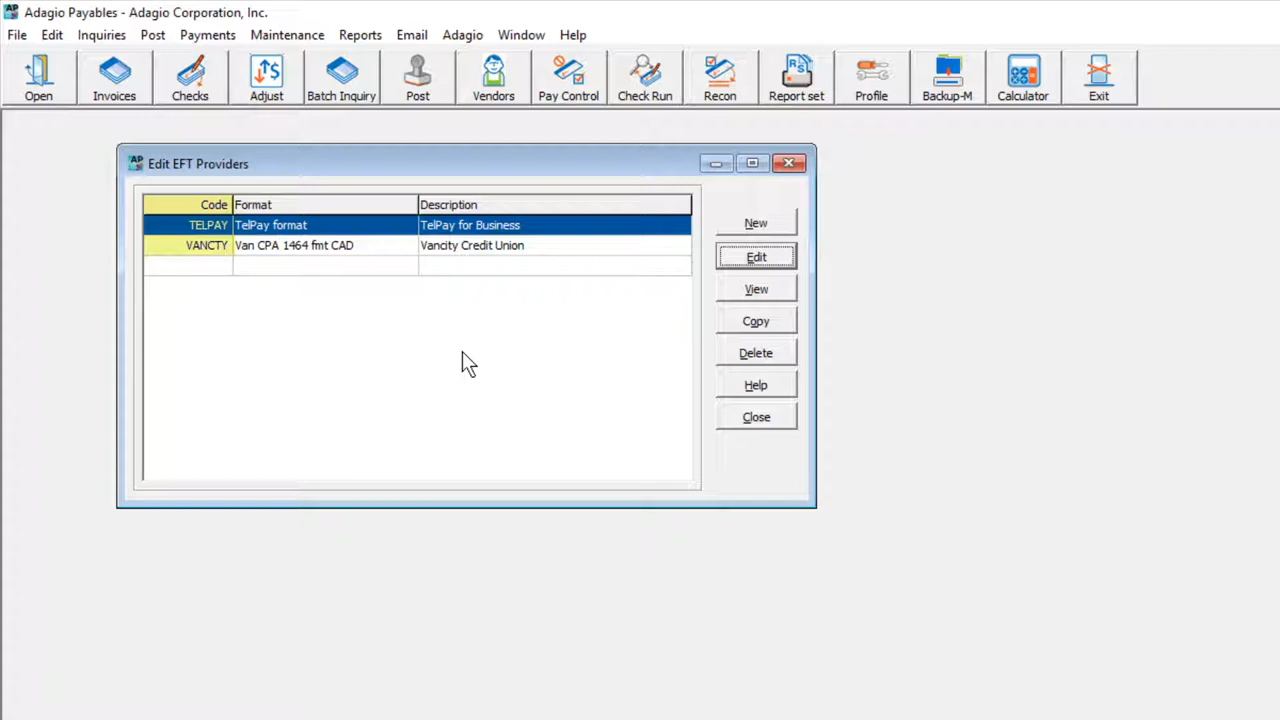 Adagio Payables - Adagio Corporation, Inc.
File Edit Inquiries Post Payments Maintenance Reports Email Adagio Window Help
Open Invoices Checks Adjust Batch Inquiry Post Vendors Pay Control Check Run Recon Report set Profile Backup-M Calculator Exit
Edit EFT Providers
Code Format Description
TELPAY TelPay format TelPay for Business
VANCTY Van CPA 1464 fmt CAD Vancity Credit Union
New
Edit
View
Copy
Delete
Help
Close